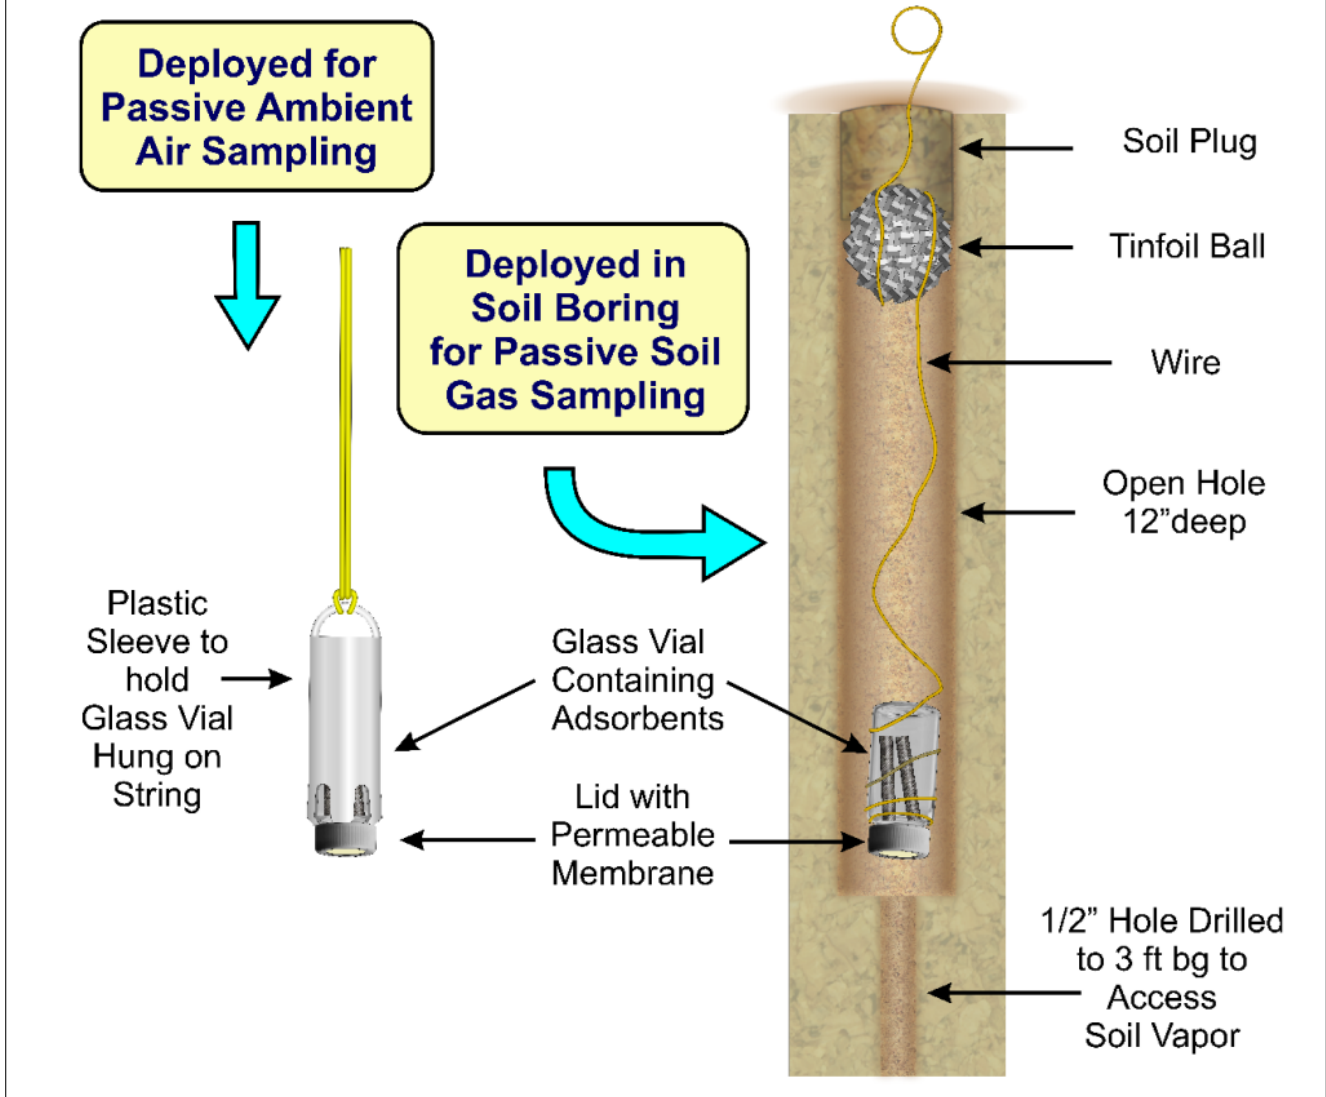 Deployed for
Passive Ambient
Air Sampling
Deployed in
Soil Boring
for Passive Soil
Gas Sampling
Soil Plug
Tinfoil Ball
Wire
Open Hole
12”deep
Plastic
Sleeve to
hold
Glass Vial
Hung on
String
Glass Vial
Containing
Adsorbents
Lid with
Permeable
Membrane
1/2” Hole Drilled
to 3 ft bg to
Access
Soil Vapor